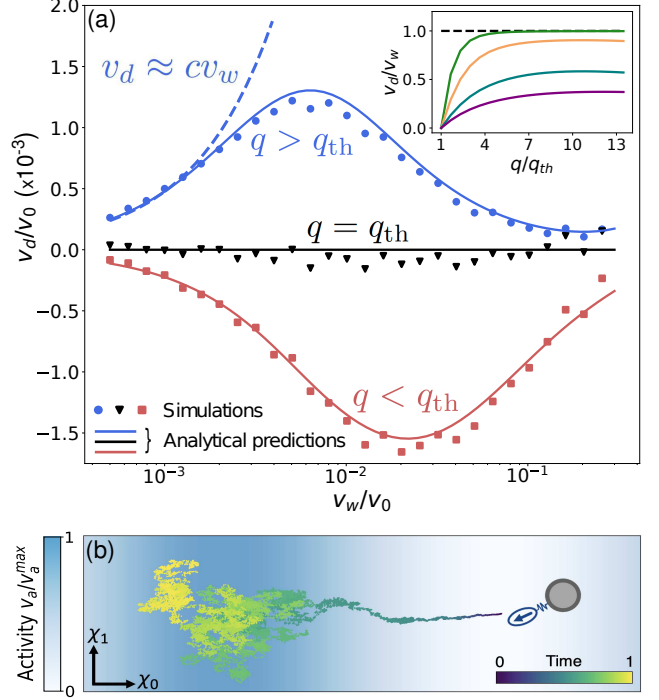 (a)
2.0
1.5
1.0
0.5
0.0
−0.5
−1.0
−1.5
v_d/v_0 (x10^-3)
v_d ≈ cv_w
q > q_th
q = q_th
q < q_th
Simulations
} Analytical predictions
10^−3
10^−2
10^−1
v_w/v_0
1.0
0.5
0.0
v_d/v_w
1
4
7
10
13
q/q_th
(b)
1
0
Activity v_a/v_a^max
χ_1
χ_0
0 Time 1